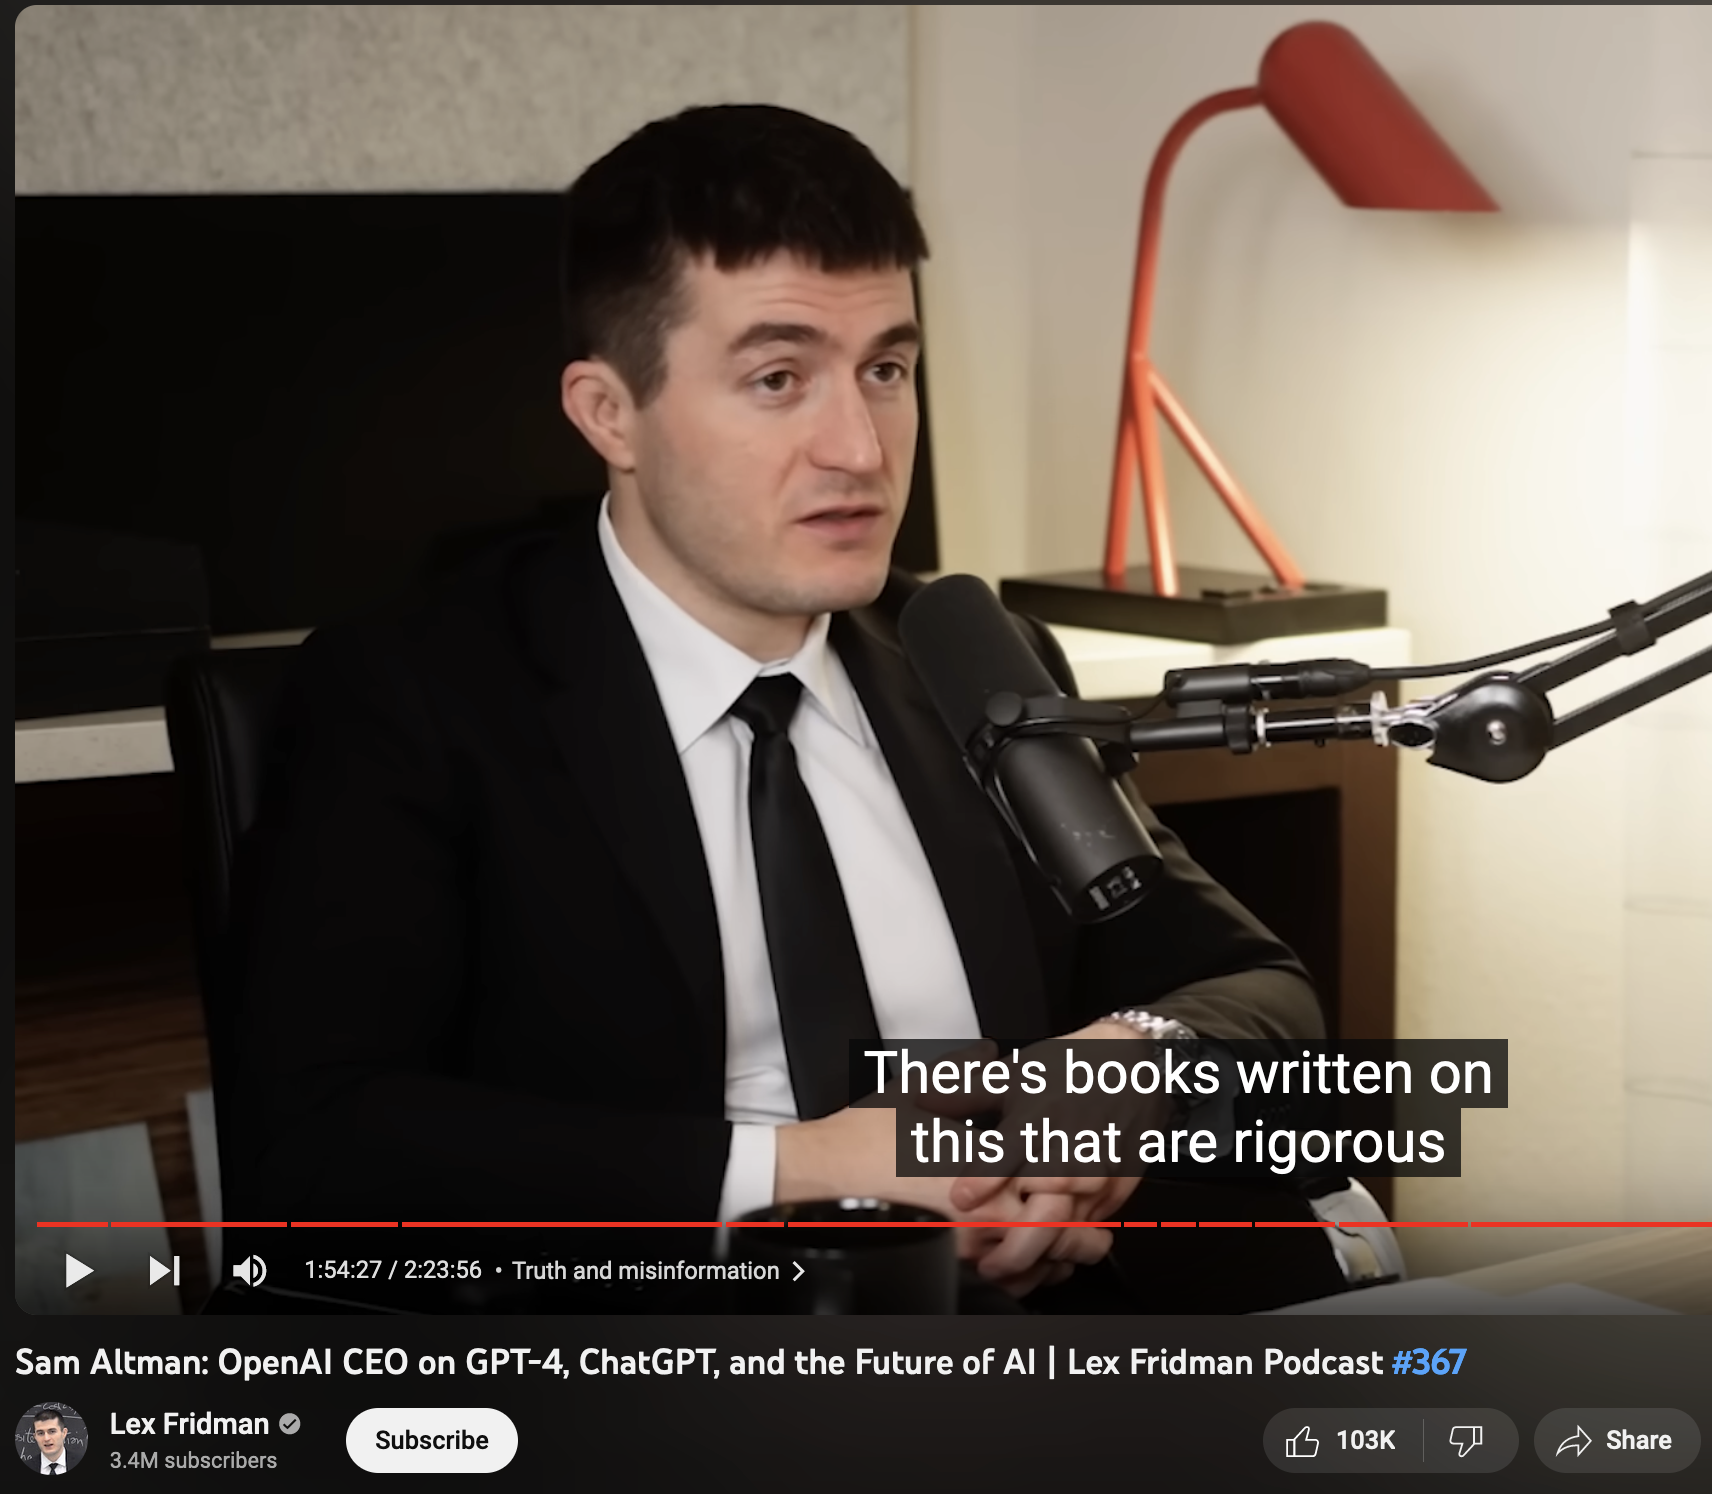 There's books written on
this that are rigorous
1:54:27 / 2:23:56 • Truth and misinformation >
Sam Altman: OpenAI CEO on GPT-4, ChatGPT, and the Future of AI | Lex Fridman Podcast #367
Lex Fridman
3.4M subscribers
Subscribe
103K
Share